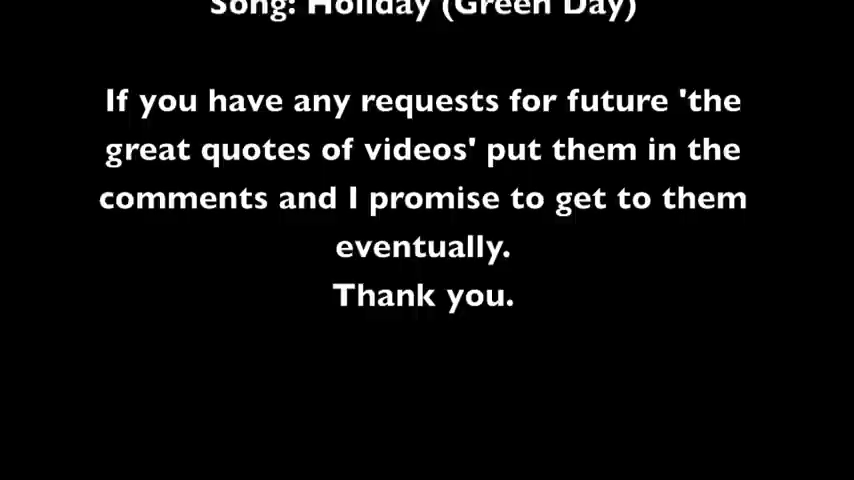 Song: Holiday (Green Day)
If you have any requests for future 'the
great quotes of videos' put them in the
comments and I promise to get to them
eventually.
Thank you.